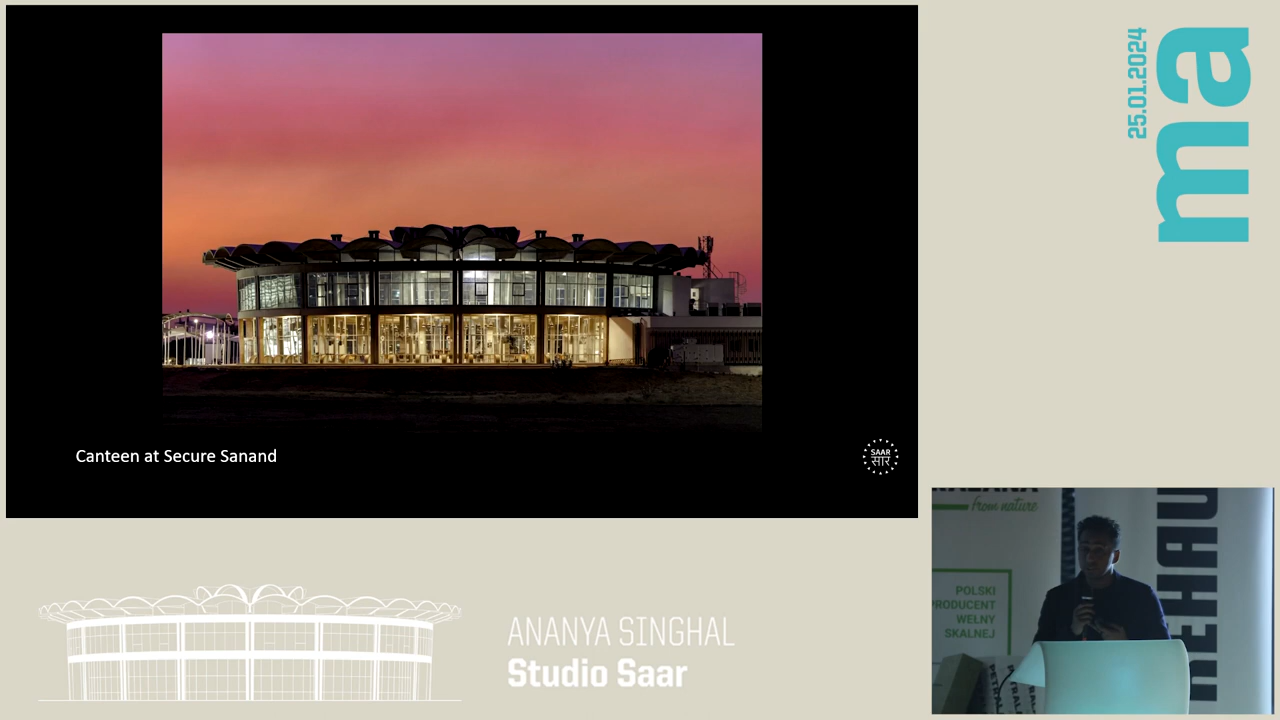 Canteen at Secure Sanand
SAAR
सार
25.01.2024
ma
ANANYA SINGHAL
Studio Saar
from nature
POLSKI
PRODUCENT
WEŁNY
SKALNEJ
REHAU